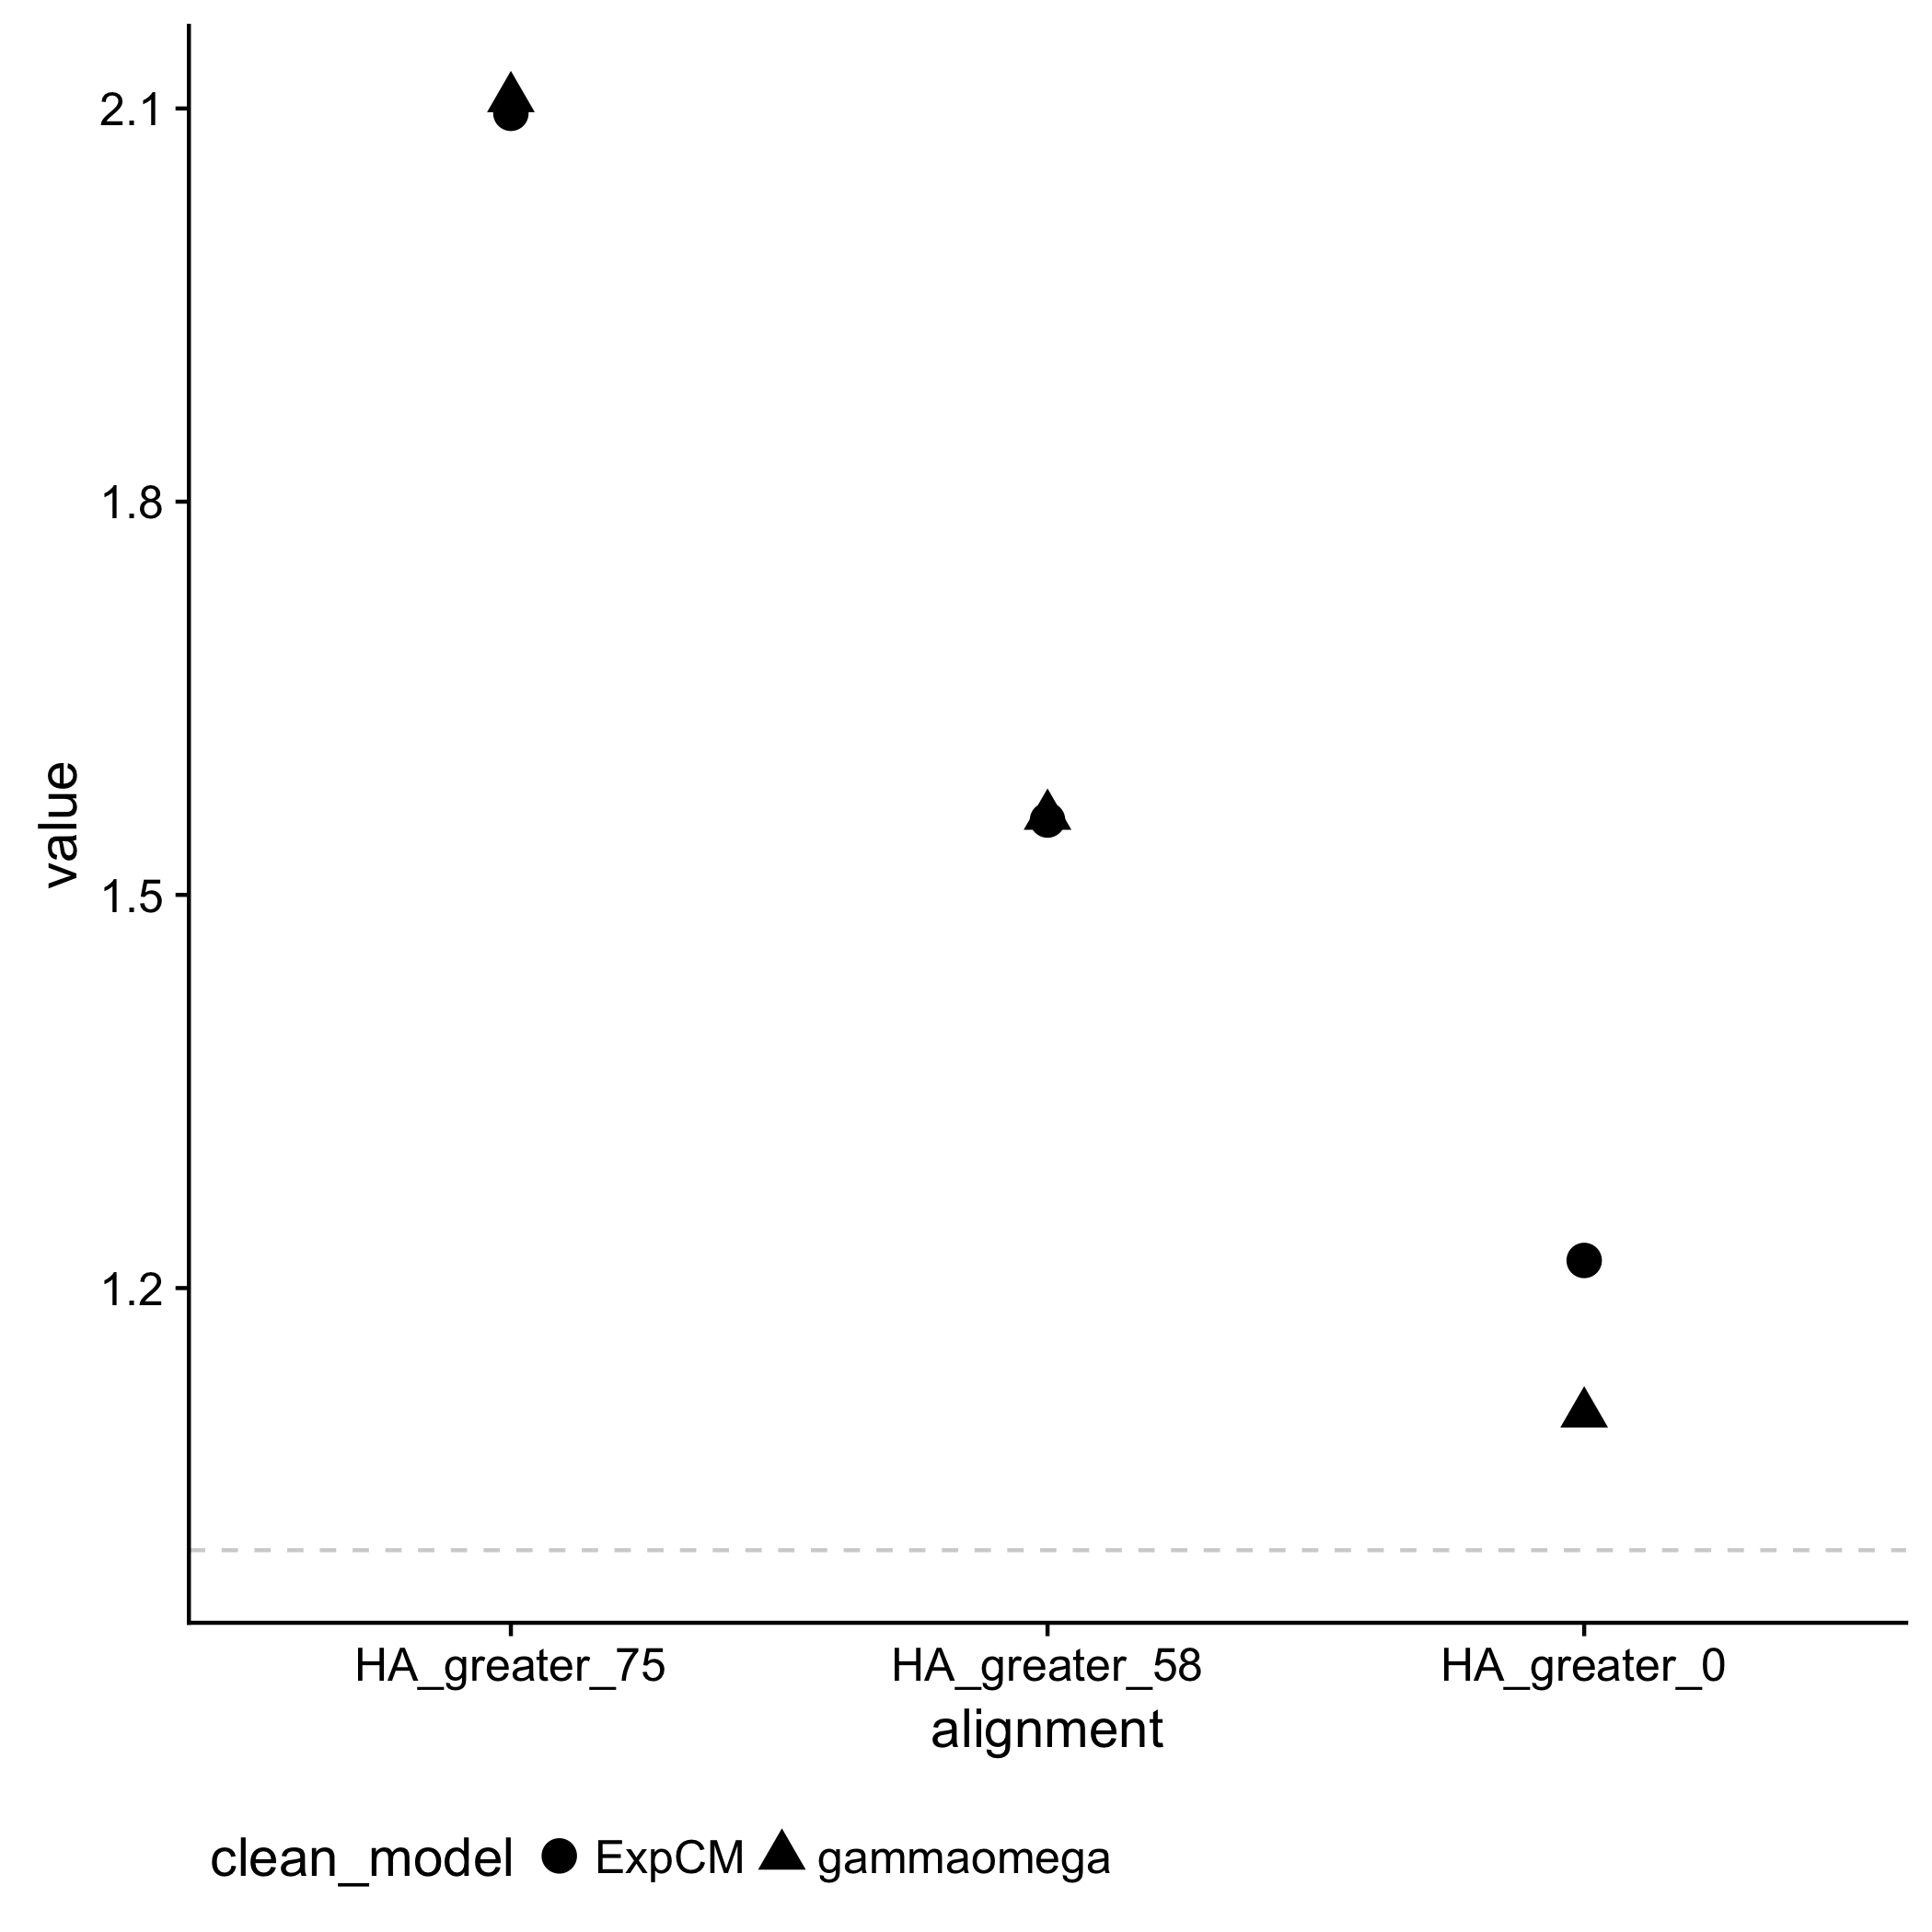 2.1
1.8
1.5
1.2
value
HA_greater_75 HA_greater_58 HA_greater_0
alignment
clean_model ExpCM gammaomega